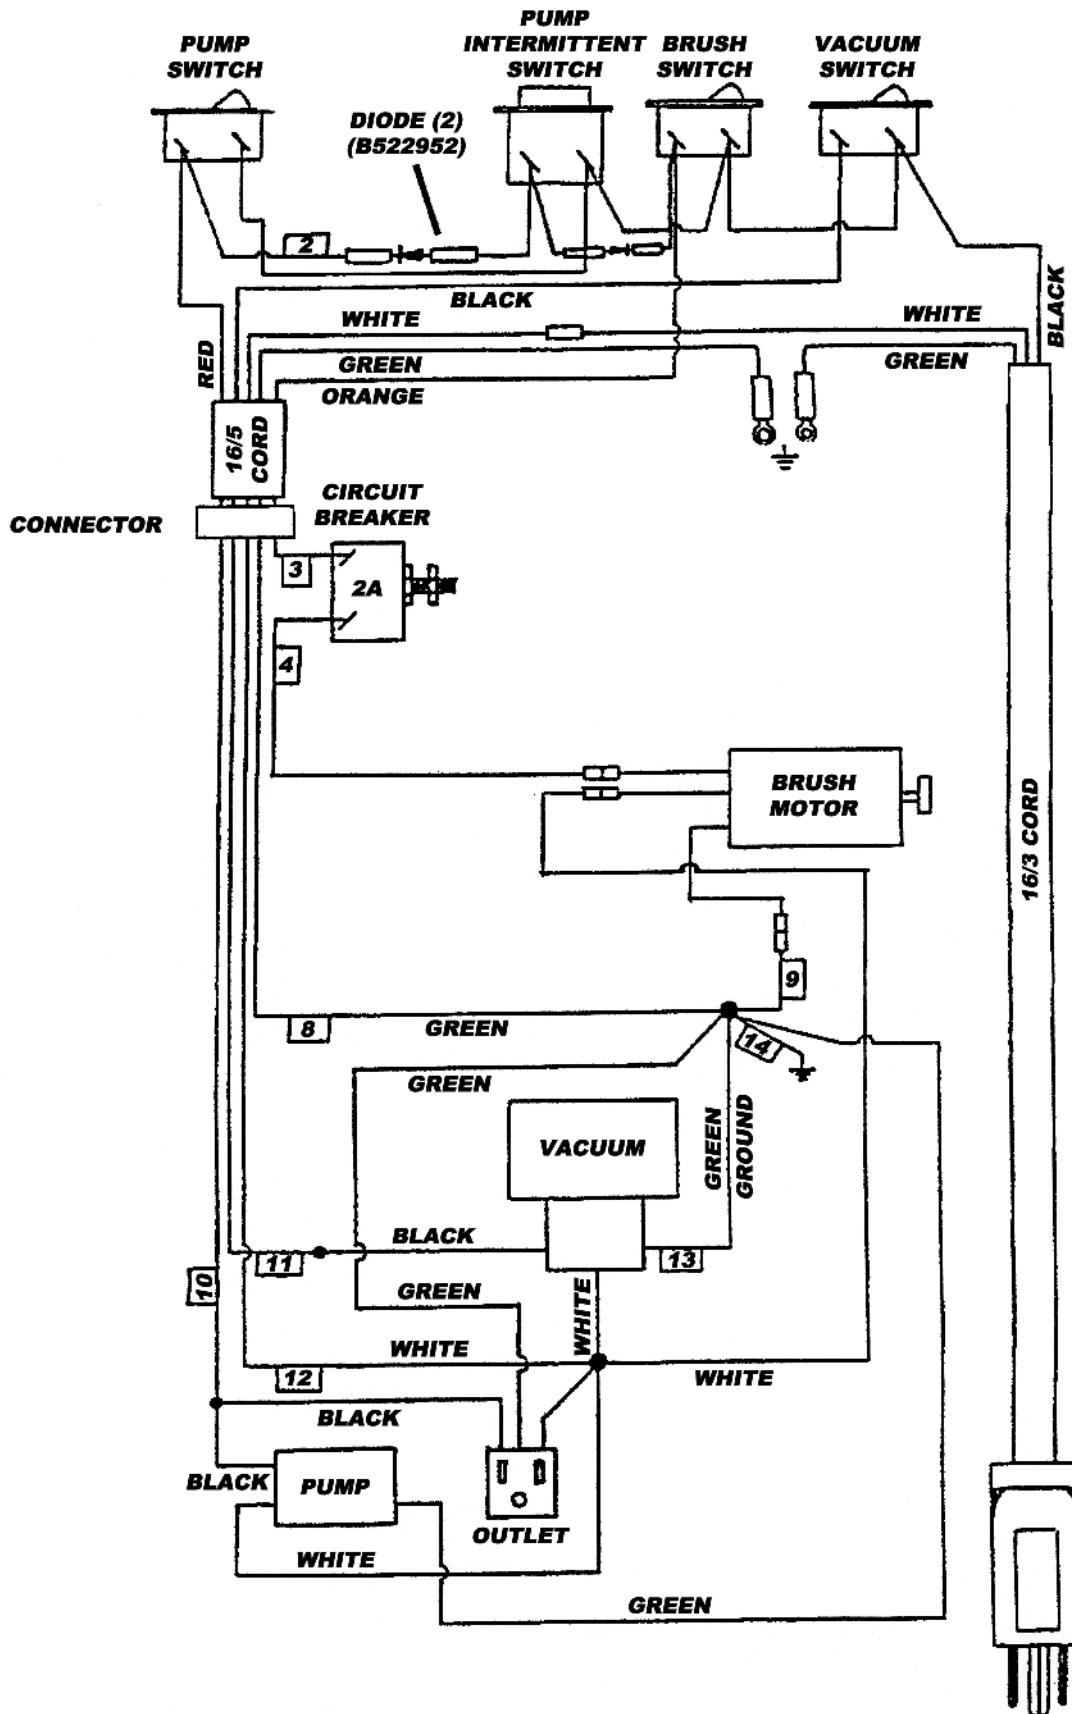 PUMP
SWITCH
PUMP
INTERMITTENT
SWITCH
BRUSH
SWITCH
VACUUM
SWITCH
DIODE (2)
(B522952)
2
BLACK
WHITE
WHITE
BLACK
RED
GREEN
GREEN
ORANGE
16/5
CORD
CONNECTOR
CIRCUIT
BREAKER
3
2A
4
BRUSH
MOTOR
16/3 CORD
9
8
GREEN
14
GREEN
GREEN
GROUND
VACUUM
BLACK
11
13
10
GREEN
WHITE
WHITE
12
WHITE
BLACK
BLACK
PUMP
OUTLET
WHITE
GREEN